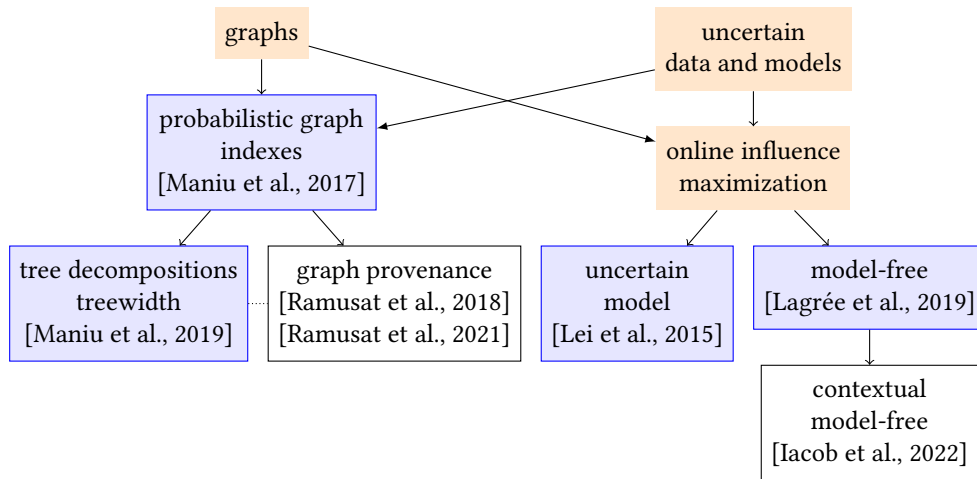 graphs
uncertain
data and models
probabilistic graph
indexes
[Maniu et al., 2017]
online influence
maximization
tree decompositions
treewidth
[Maniu et al., 2019]
graph provenance
[Ramusat et al., 2018]
[Ramusat et al., 2021]
uncertain
model
[Lei et al., 2015]
model-free
[Lagrée et al., 2019]
contextual
model-free
[Iacob et al., 2022]